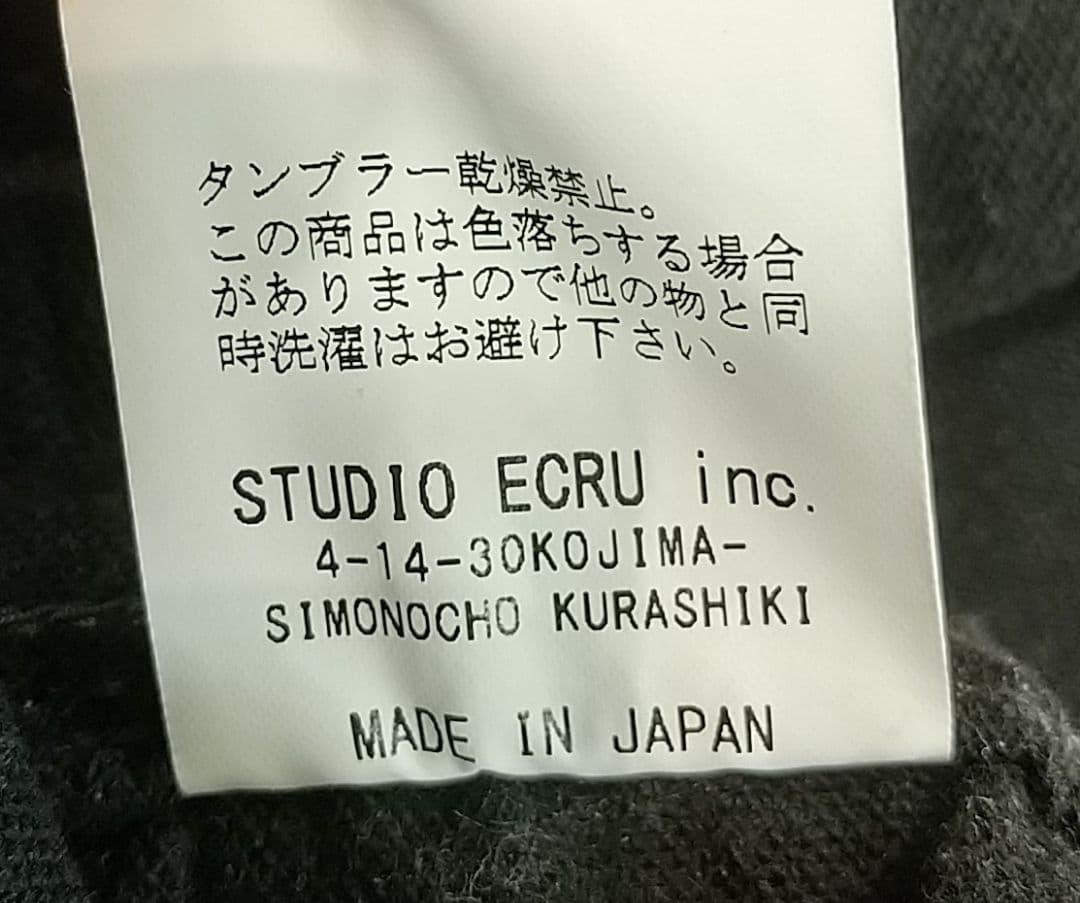 タンブラー乾燥禁止。
この商品は色落ちする場合
がありますので他の物と同
時洗濯はお避け下さい。
STUDIO ECRU inc.
4-14-30KOJIMA-
SIMONOCHO KURASHIKI
MADE IN JAPAN